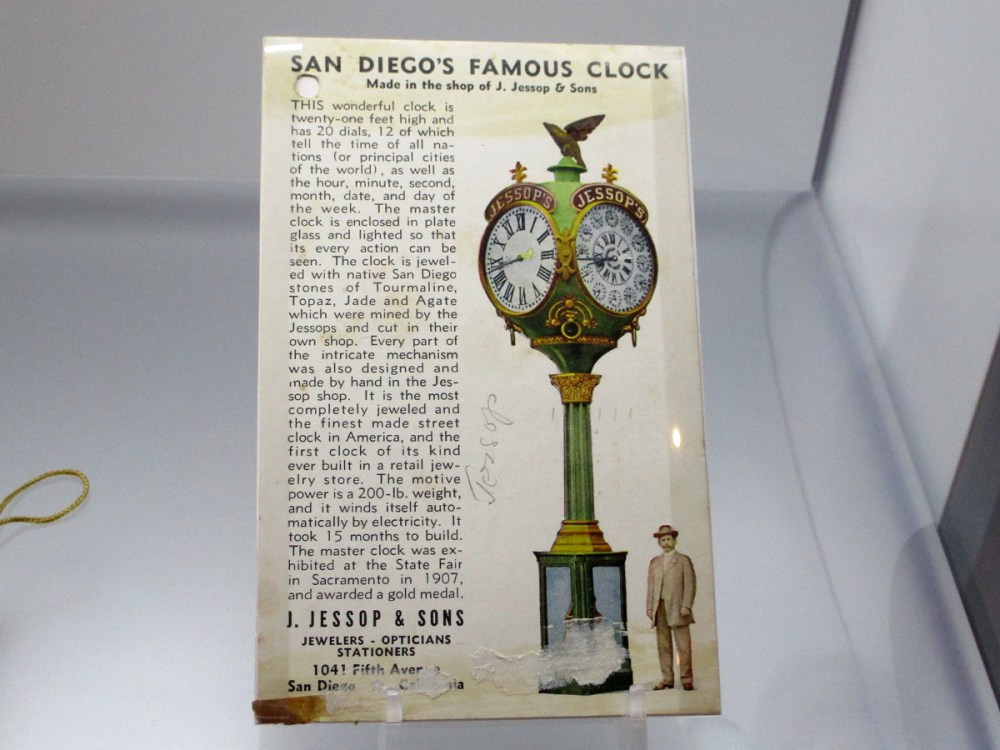 SAN DIEGO'S FAMOUS CLOCK
Made in the shop of J. Jessop & Sons
THIS wonderful clock is
twenty-one feet high and
has 20 dials, 12 of which
tell the time of all na-
tions (or principal cities
of the world), as well as
the hour, minute, second,
month, date, and day of
the week. The master
clock is enclosed in plate
glass and lighted so that
its every action can be
seen. The clock is jewel-
ed with native San Diego
stones of Tourmaline,
Topaz, Jade and Agate
which were mined by the
Jessops and cut in their
own shop. Every part of
the intricate mechanism
was also designed and
made by hand in the Jes-
sop shop. It is the most
completely jeweled and
the finest made street
clock in America, and the
first clock of its kind
ever built in a retail jew-
elry store. The motive
power is a 200-lb. weight,
and it winds itself auto-
matically by electricity. It
took 15 months to build.
The master clock was ex-
hibited at the State Fair
in Sacramento in 1907,
and awarded a gold medal.
J. JESSOP & SONS
JEWELERS - OPTICIANS
STATIONERS
1041 Fifth
San Diego
JESSOP'S
JESSOP'S
Jessop